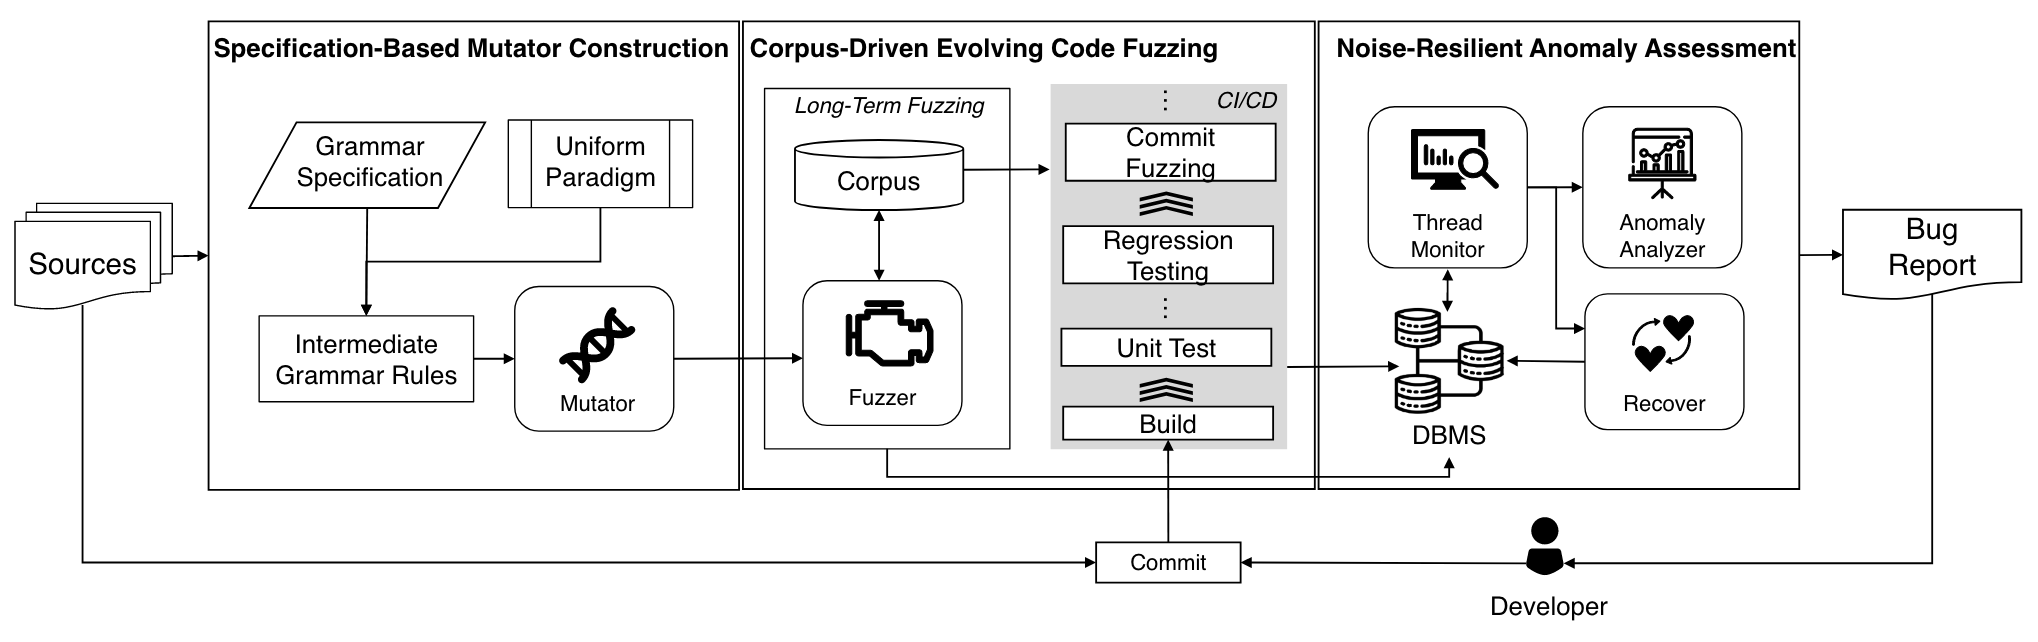 Specification-Based Mutator Construction
Grammar
Specification
Uniform
Paradigm
Sources
Intermediate
Grammar Rules
Mutator
Corpus-Driven Evolving Code Fuzzing
Long-Term Fuzzing
Corpus
Fuzzer
CI/CD
Commit
Fuzzing
Regression
Testing
Unit Test
Build
Noise-Resilient Anomaly Assessment
Thread
Monitor
Anomaly
Analyzer
DBMS
Recover
Bug
Report
Commit
Developer